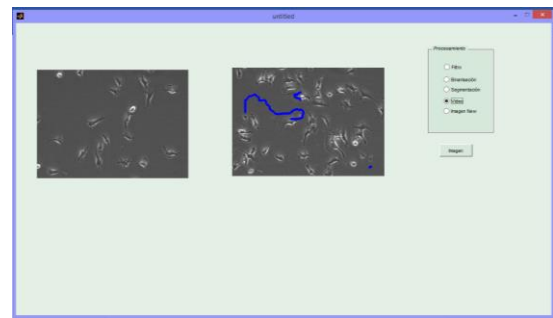 untitled
Procesamiento
Filtro
Binarización
Segmentación
Video
Imagen New
Imagen